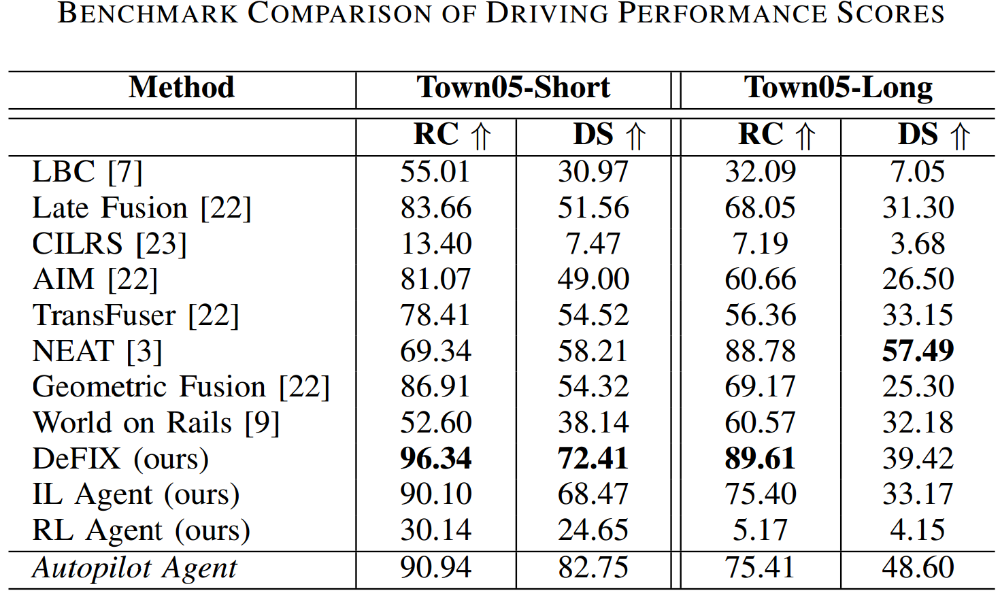 BENCHMARK COMPARISON OF DRIVING PERFORMANCE SCORES
Method Town05-Short Town05-Long
RC ⇑ DS ⇑ RC ⇑ DS ⇑
LBC [7] 55.01 30.97 32.09 7.05
Late Fusion [22] 83.66 51.56 68.05 31.30
CILRS [23] 13.40 7.47 7.19 3.68
AIM [22] 81.07 49.00 60.66 26.50
TransFuser [22] 78.41 54.52 56.36 33.15
NEAT [3] 69.34 58.21 88.78 57.49
Geometric Fusion [22] 86.91 54.32 69.17 25.30
World on Rails [9] 52.60 38.14 60.57 32.18
DeFIX (ours) 96.34 72.41 89.61 39.42
IL Agent (ours) 90.10 68.47 75.40 33.17
RL Agent (ours) 30.14 24.65 5.17 4.15
Autopilot Agent 90.94 82.75 75.41 48.60